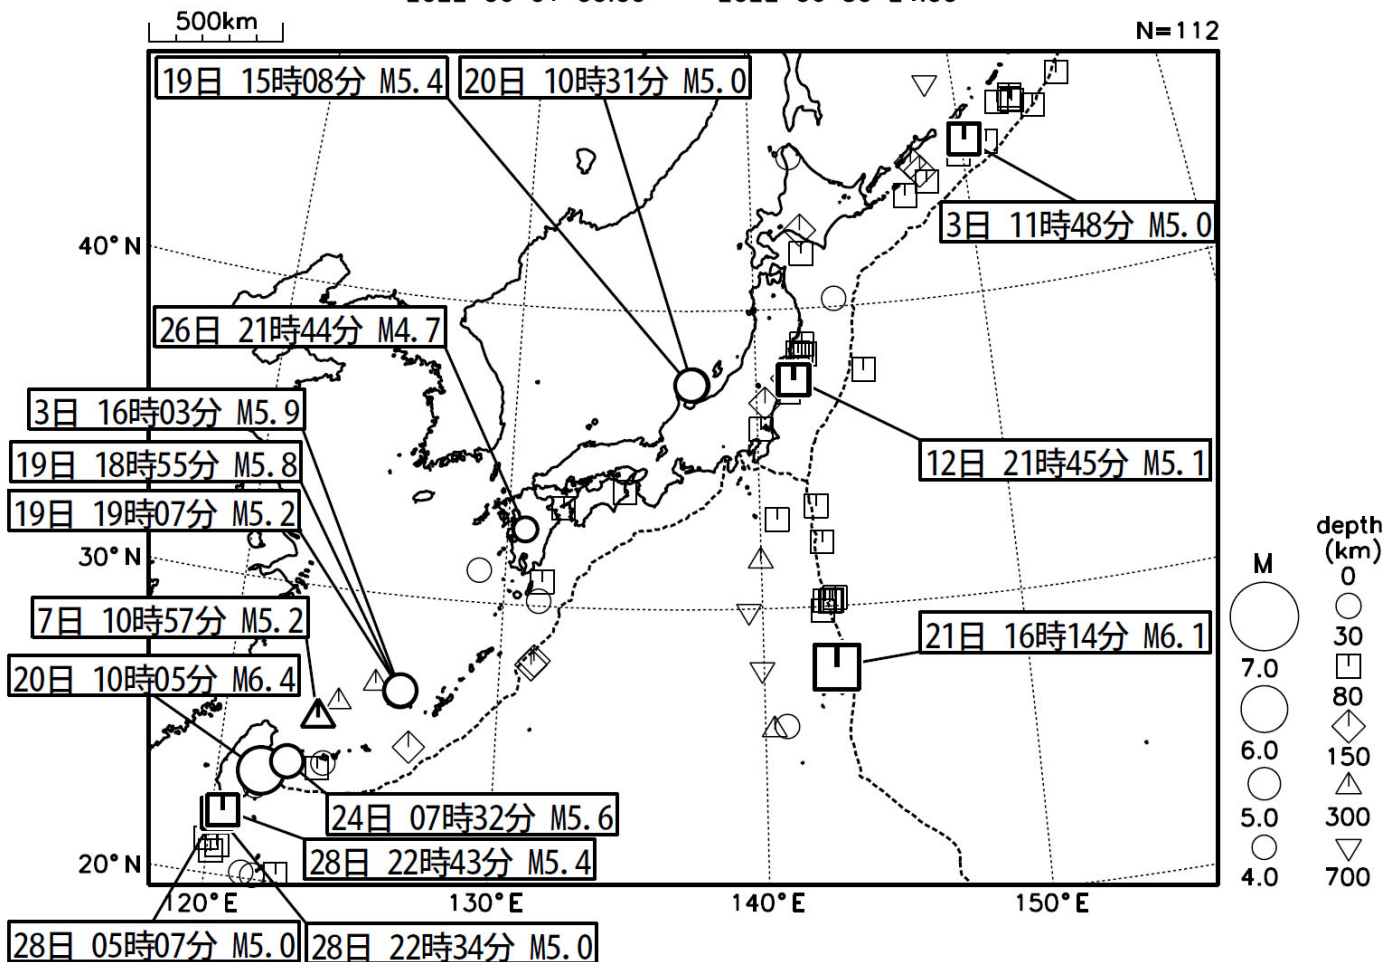 500km
N=112
19日 15時08分 M5.4
20日 10時31分 M5.0
3日 11時48分 M5.0
40°N
26日 21時44分 M4.7
3日 16時03分 M5.9
19日 18時55分 M5.8
12日 21時45分 M5.1
19日 19時07分 M5.2
30°N
7日 10時57分 M5.2
21日 16時14分 M6.1
20日 10時05分 M6.4
24日 07時32分 M5.6
28日 22時43分 M5.4
20°N
120°E
130°E
140°E
150°E
28日 05時07分 M5.0
28日 22時34分 M5.0
M
7.0
6.0
5.0
4.0
depth
(km)
0
30
80
150
300
700